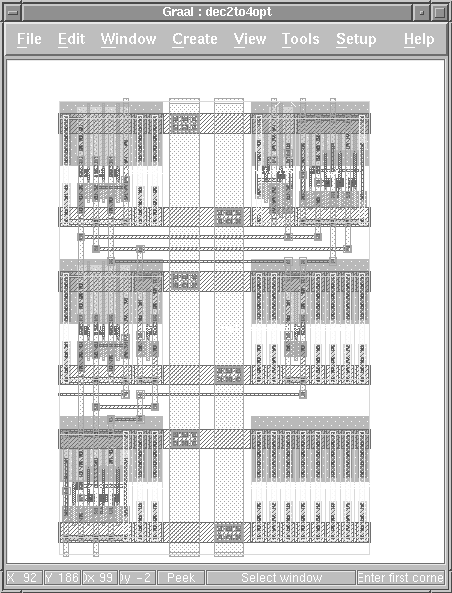 Graal : dec2to4opt
File Edit Window Create View Tools Setup Help
X 92 Y 186 Dx 99 Dy -2 Peek Select window Enter first corne